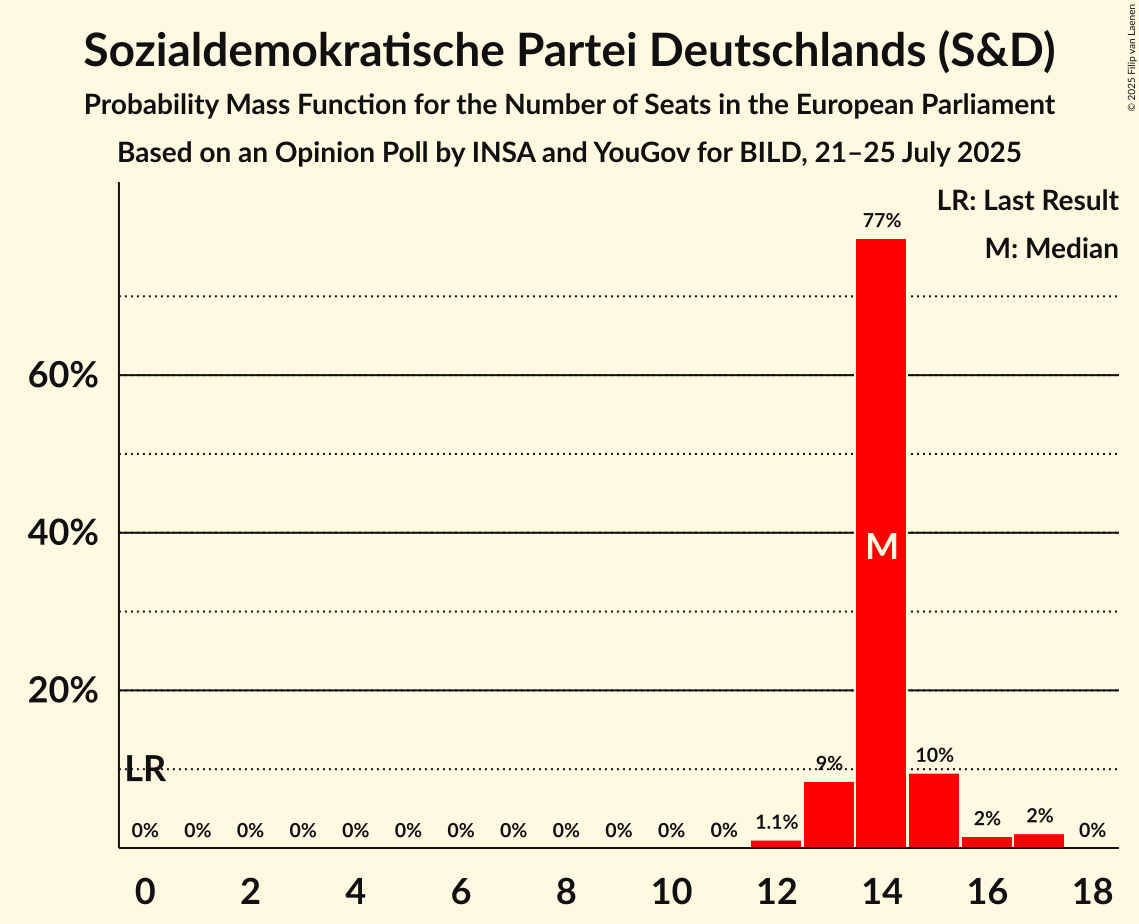 Sozialdemokratische Partei Deutschlands (S&D)
Probability Mass Function for the Number of Seats in the European Parliament
Based on an Opinion Poll by INSA and YouGov for BILD, 21–25 July 2025
© 2025 Filip van Laenen
LR: Last Result
M: Median
77%
60%
40%
M
20%
LR
0% 0% 0% 0% 0% 0% 0% 0% 0% 0% 0% 0% 1.1% 9% 10% 2% 2% 0%
0 2 4 6 8 10 12 14 16 18